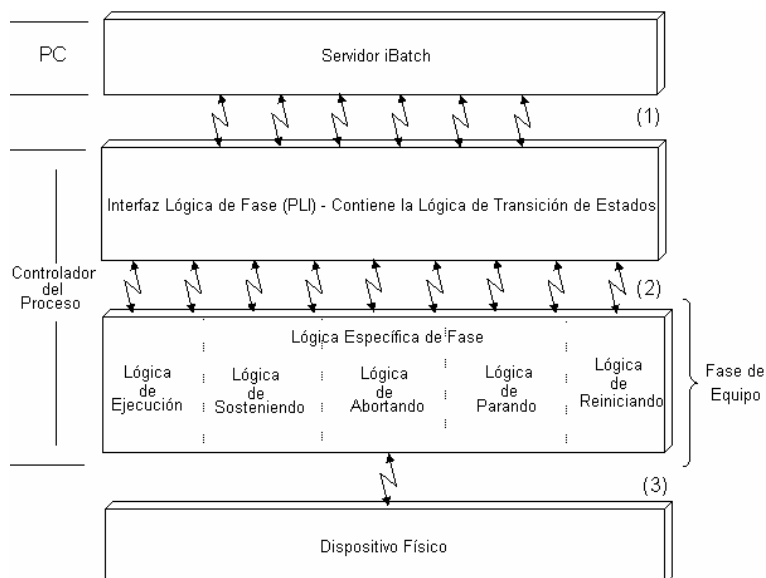 PC
Servidor iBatch
(1)
Interfaz Lógica de Fase (PLI) - Contiene la Lógica de Transición de Estados
Controlador
del
Proceso
(2)
Lógica Específica de Fase
Lógica
de
Ejecución
Lógica
de
Sosteniendo
Lógica
de
Abortando
Lógica
de
Parando
Lógica
de
Reiniciando
Fase de
Equipo
(3)
Dispositivo Físico